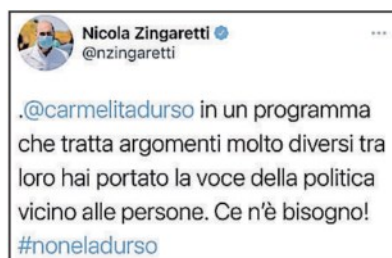 Nicola Zingaretti
@nzingaretti
.@carmelitadurso in un programma
che tratta argomenti molto diversi tra
loro hai portato la voce della politica
vicino alle persone. Ce n'è bisogno!
#noneladurso